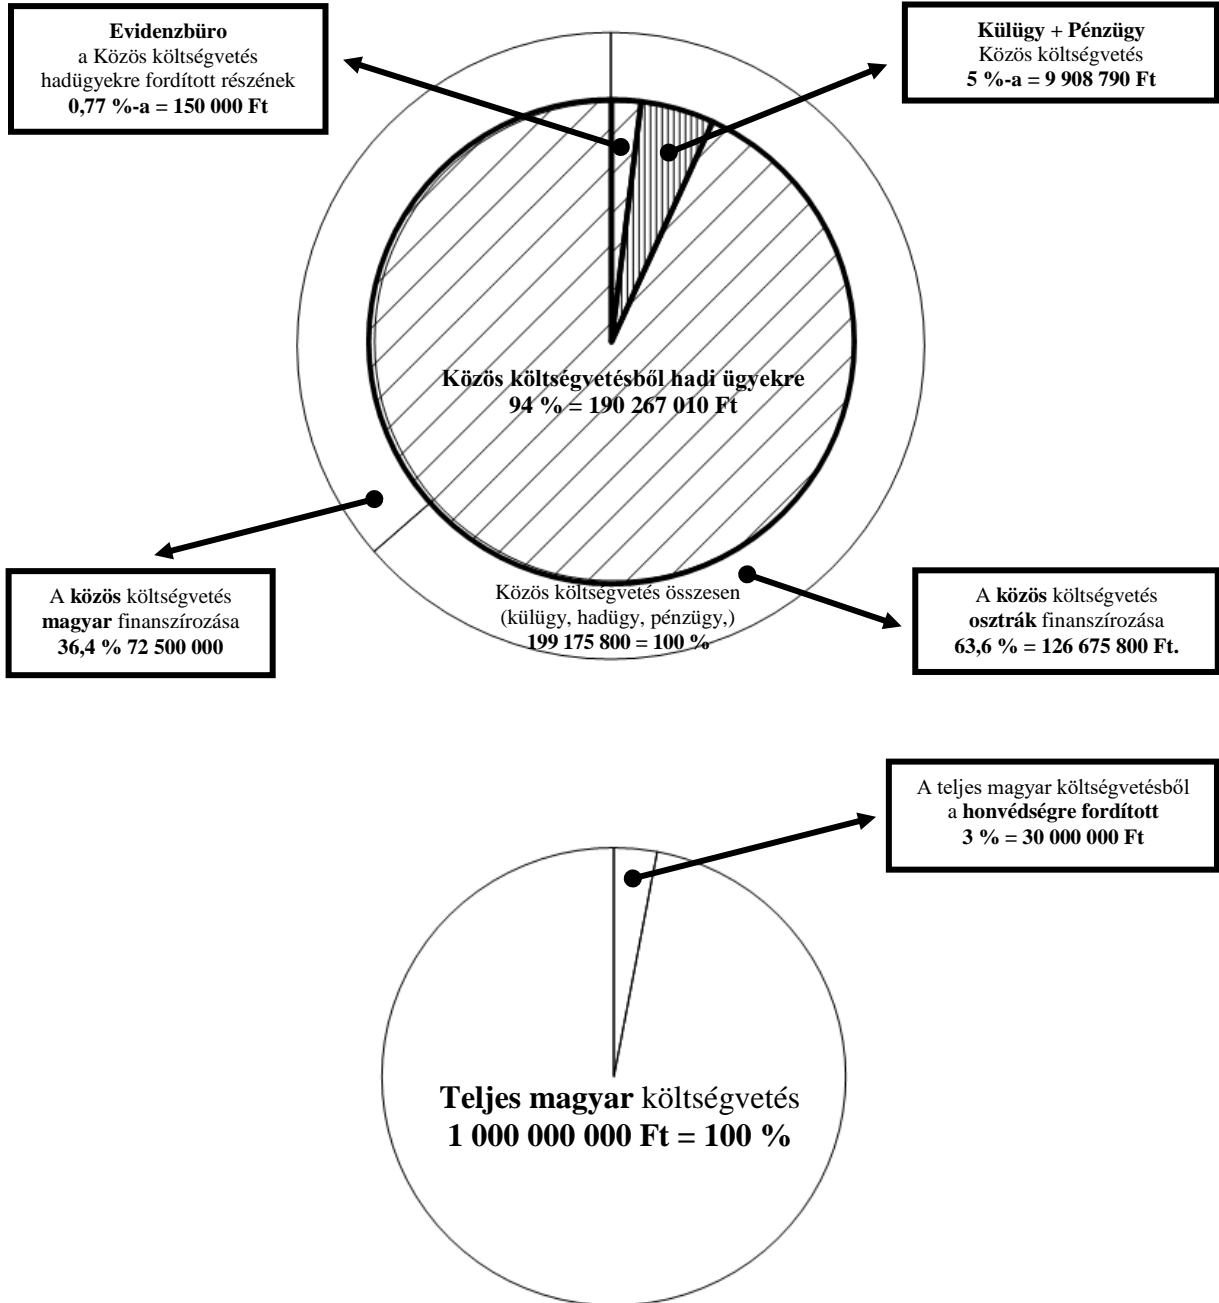 Evidenzbüro
a Közös költségvetés
hadügyekre fordított részének
0,77 %-a = 150 000 Ft
Külügy + Pénzügy
Közös költségvetés
5 %-a = 9 908 790 Ft
Közös költségvetésből hadi ügyekre
94 % = 190 267 010 Ft
A közös költségvetés
magyar finanszírozása
36,4 % 72 500 000
Közös költségvetés összesen
(külügy, hadügy, pénzügy,)
199 175 800 = 100 %
A közös költségvetés
osztrák finanszírozása
63,6 % = 126 675 800 Ft.
A teljes magyar költségvetésből
a honvédségre fordított
3 % = 30 000 000 Ft
Teljes magyar költségvetés
1 000 000 000 Ft = 100 %